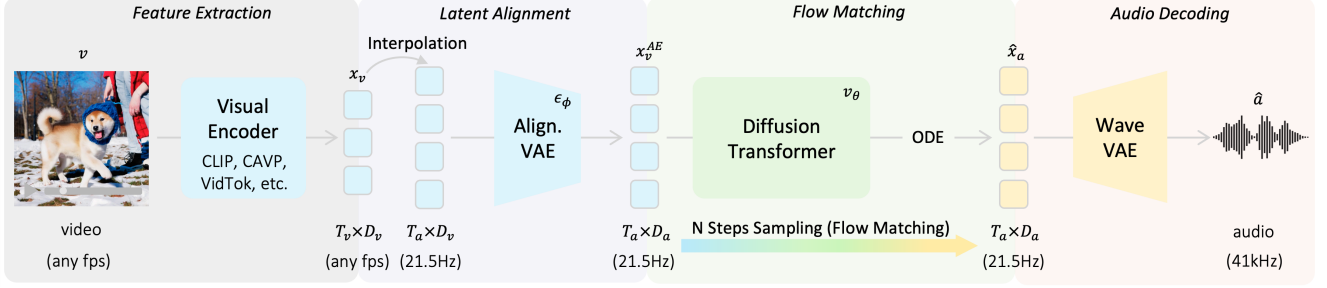 Feature Extraction
Latent Alignment
Flow Matching
Audio Decoding
v
Visual
Encoder
CLIP, CAVP,
VidTok, etc.
x_v
Interpolation
ϵ_ϕ
Align.
VAE
x_v^{AE}
v_θ
Diffusion
Transformer
ODE
x̂_a
Wave
VAE
â
video
(any fps)
T_v×D_v
(any fps)
T_a×D_v
(21.5Hz)
T_a×D_a
(21.5Hz)
N Steps Sampling (Flow Matching)
T_a×D_a
(21.5Hz)
audio
(41kHz)